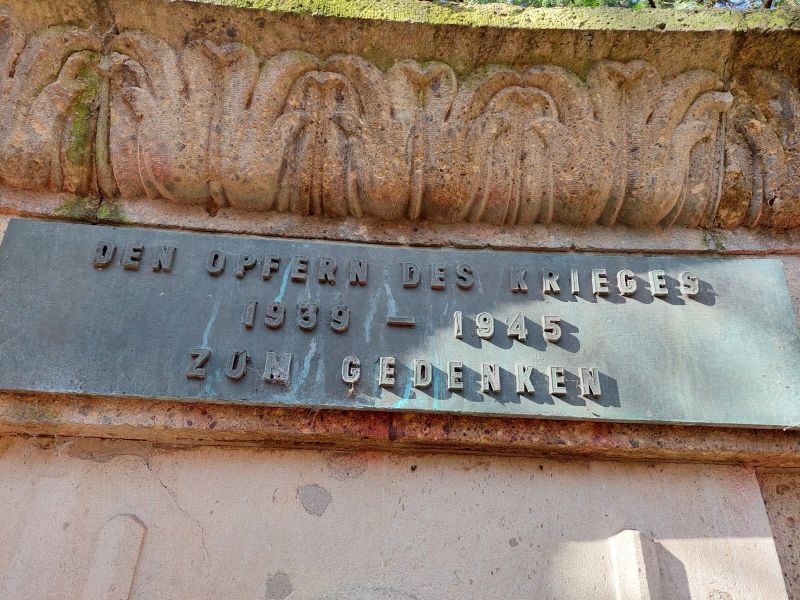 DEN OPFERN DES KRIEGES
1939 — 1945
ZUM GEDENKEN